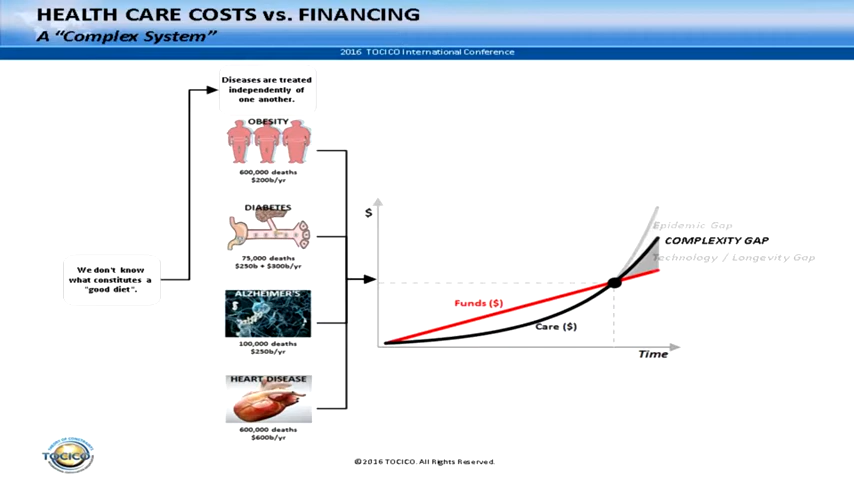 HEALTH CARE COSTS vs. FINANCING
A “Complex System”
2016 TOCICO International Conference
Diseases are treated
independently of
one another.
OBESITY
600,000 deaths
$200b/yr
DIABETES
75,000 deaths
$250b + $300b/yr
We don't know
what constitutes a
"good diet".
ALZHEIMER'S
100,000 deaths
$250b/yr
HEART DISEASE
600,000 deaths
$600b/yr
$
Epidemic Gap
COMPLEXITY GAP
Technology / Longevity Gap
Funds ($)
Care ($)
Time
TOCICO
©2016 TOCICO. All Rights Reserved.